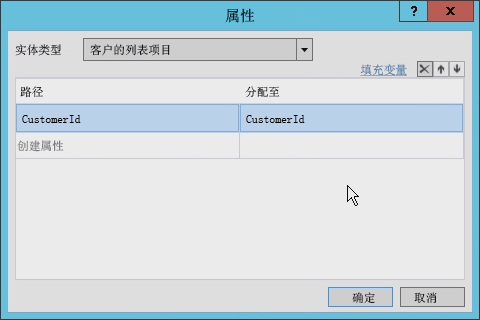 属性
? x
实体类型 客户的列表项目
填充变量
路径 分配至
CustomerId CustomerId
创建属性
确定 取消